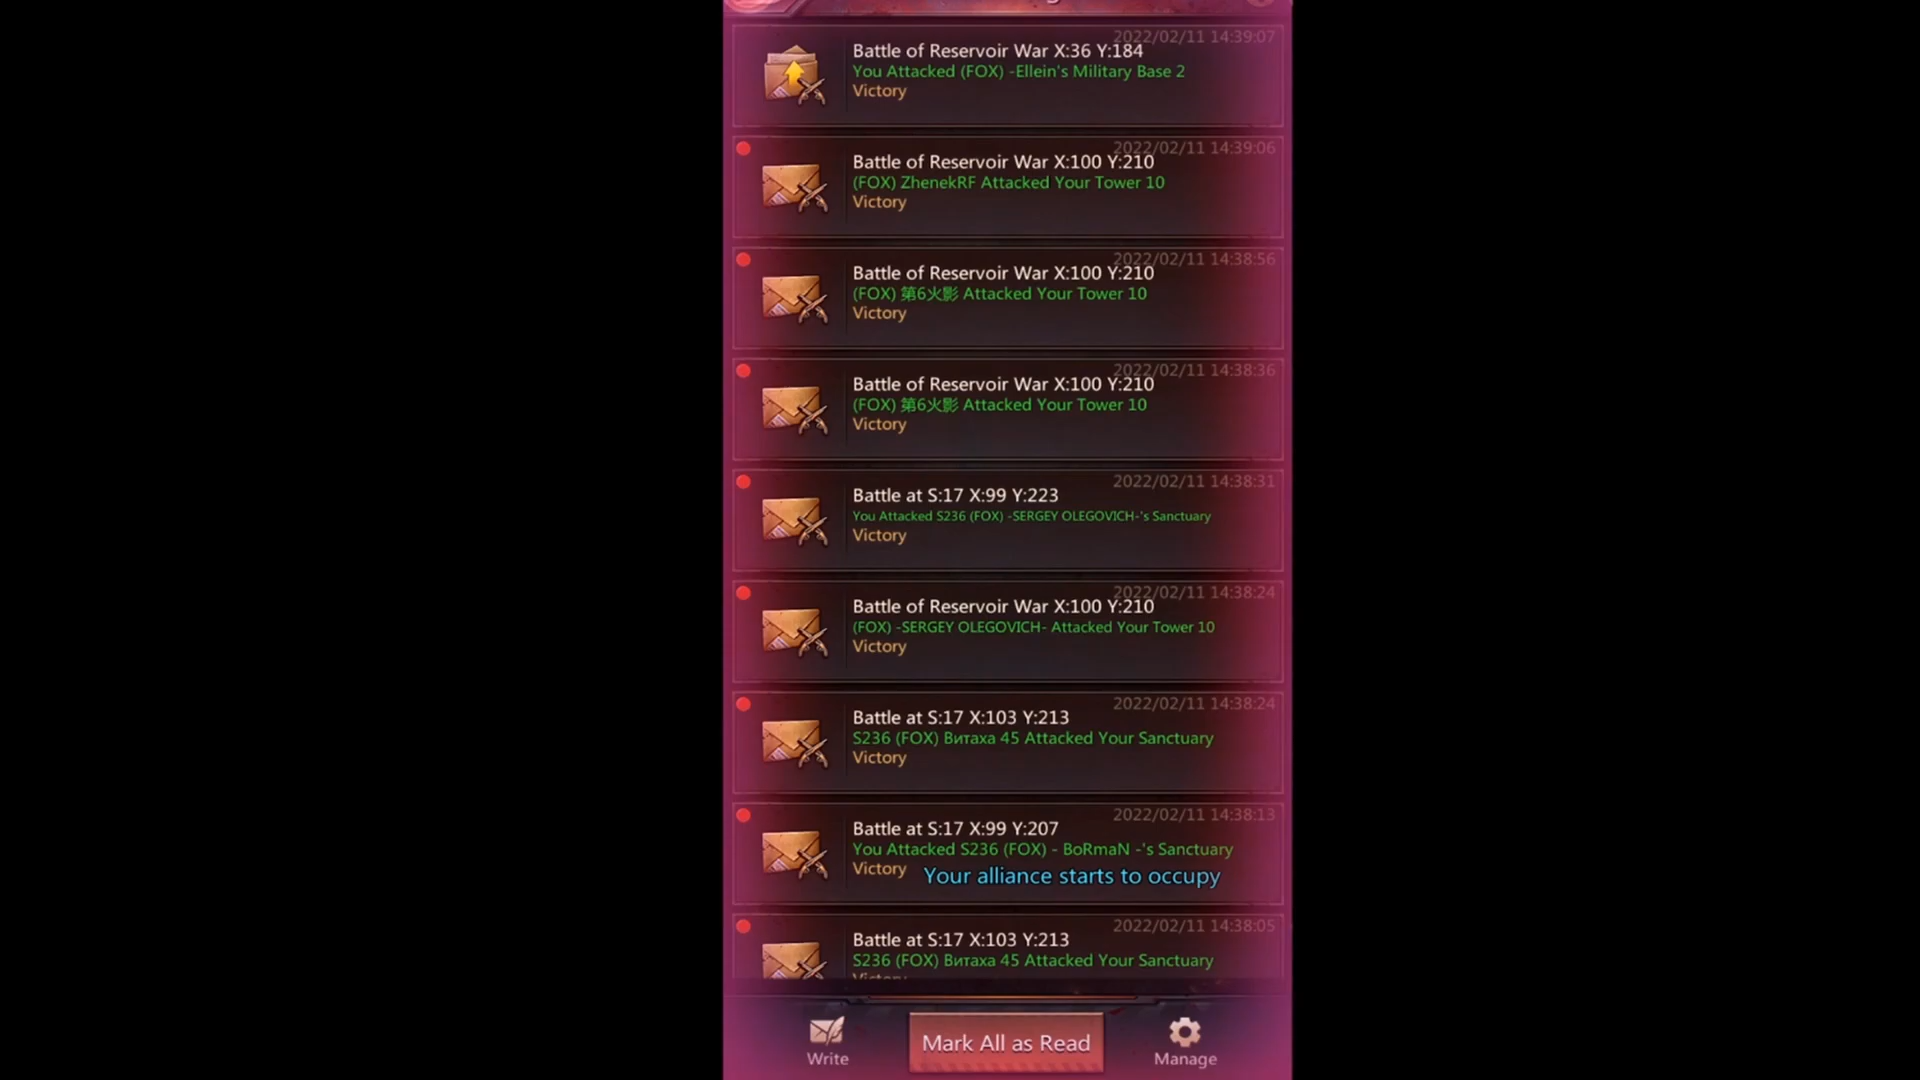 2022/02/11 14:39:07
Battle of Reservoir War X:36 Y:184
You Attacked (FOX) -Ellein's Military Base 2
Victory
2022/02/11 14:39:06
Battle of Reservoir War X:100 Y:210
(FOX) ZhenekRF Attacked Your Tower 10
Victory
2022/02/11 14:38:56
Battle of Reservoir War X:100 Y:210
(FOX) 第6火影 Attacked Your Tower 10
Victory
2022/02/11 14:38:36
Battle of Reservoir War X:100 Y:210
(FOX) 第6火影 Attacked Your Tower 10
Victory
2022/02/11 14:38:31
Battle at S:17 X:99 Y:223
You Attacked S236 (FOX) -SERGEY OLEGOVICH-'s Sanctuary
Victory
2022/02/11 14:38:24
Battle of Reservoir War X:100 Y:210
(FOX) -SERGEY OLEGOVICH- Attacked Your Tower 10
Victory
2022/02/11 14:38:24
Battle at S:17 X:103 Y:213
S236 (FOX) Витаха 45 Attacked Your Sanctuary
Victory
2022/02/11 14:38:13
Battle at S:17 X:99 Y:207
You Attacked S236 (FOX) - BoRmaN -'s Sanctuary
Victory
Your alliance starts to occupy
2022/02/11 14:38:05
Battle at S:17 X:103 Y:213
S236 (FOX) Витаха 45 Attacked Your Sanctuary
Victory
Write
Mark All as Read
Manage